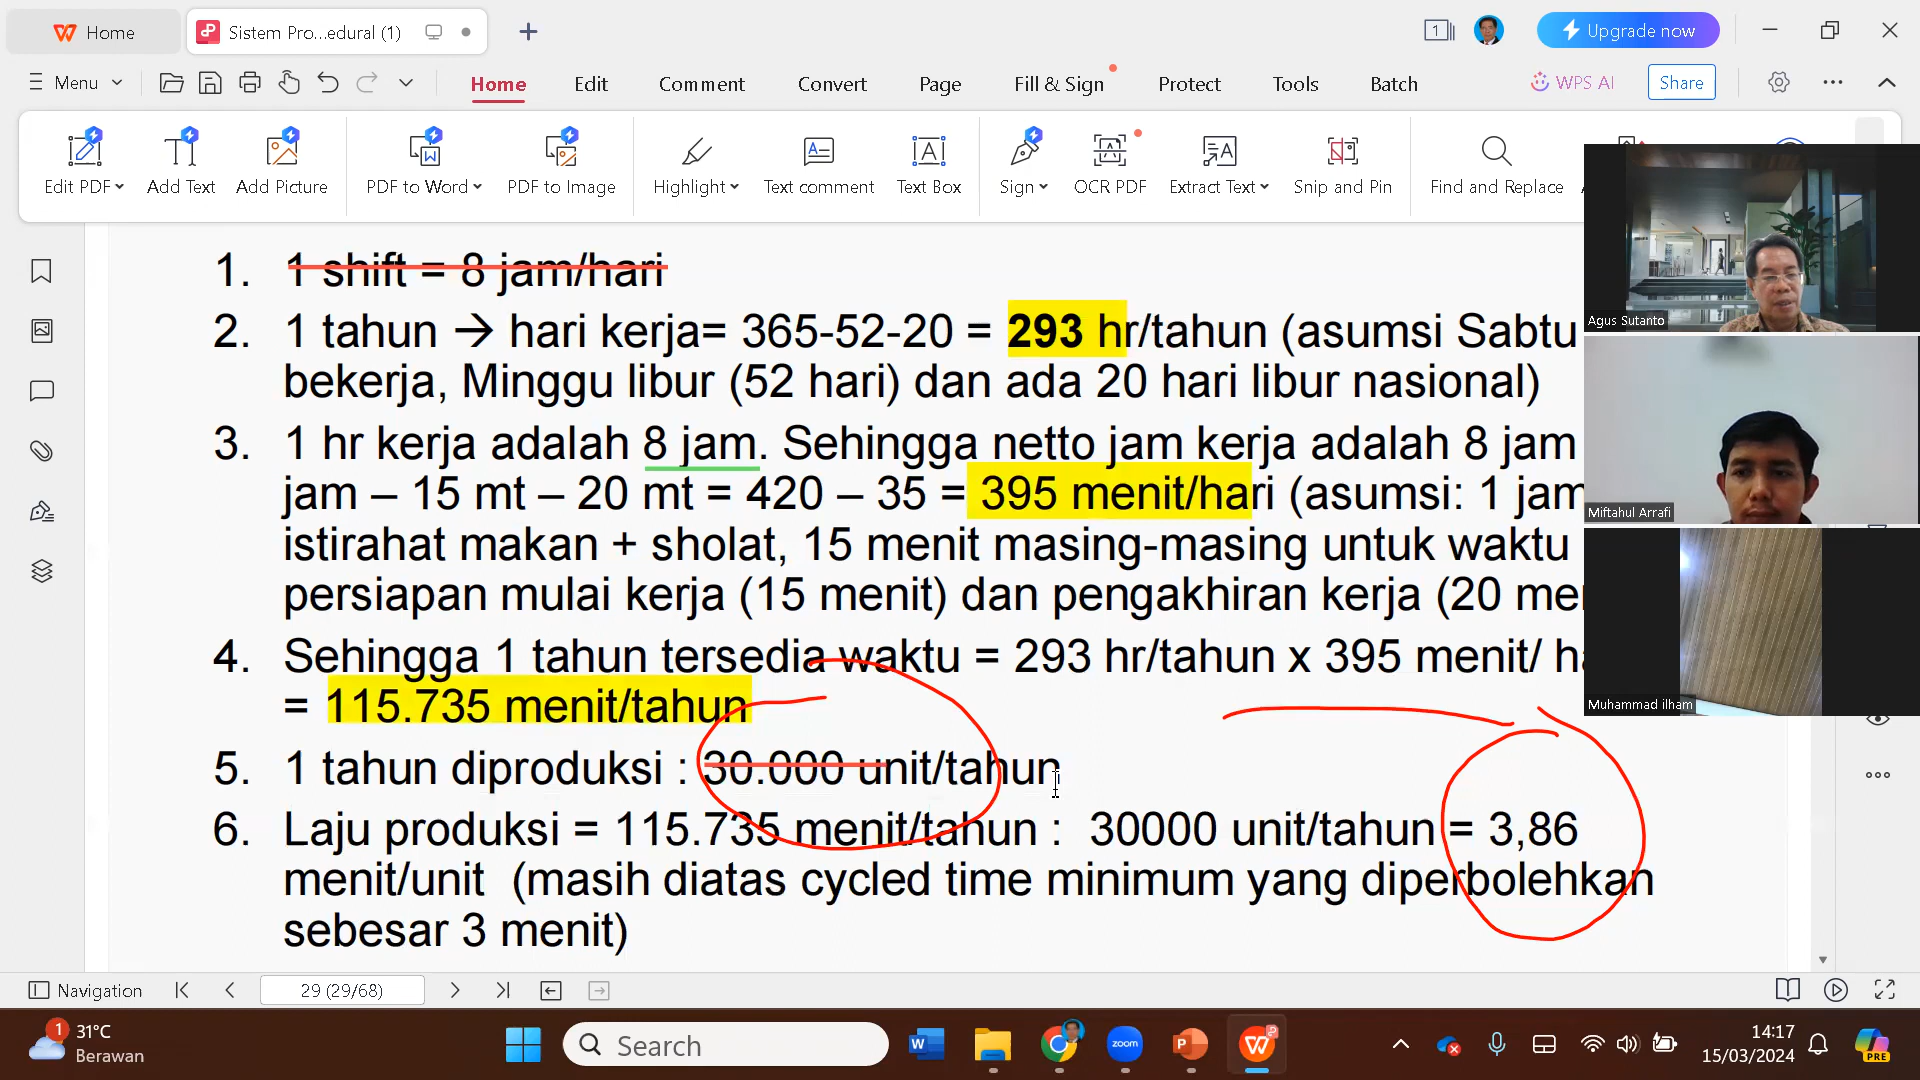 Home
Sistem Pro...edural (1)
1
Upgrade now
Menu
Home
Edit
Comment
Convert
Page
Fill & Sign
Protect
Tools
Batch
WPS AI
Share
Edit PDF
Add Text
Add Picture
PDF to Word
PDF to Image
Highlight
Text comment
Text Box
Sign
OCR PDF
Extract Text
Snip and Pin
Find and Replace
1. 1 shift = 8 jam/hari
2. 1 tahun → hari kerja= 365-52-20 = 293 hr/tahun (asumsi Sabtu
bekerja, Minggu libur (52 hari) dan ada 20 hari libur nasional)
3. 1 hr kerja adalah 8 jam. Sehingga netto jam kerja adalah 8 jam
jam – 15 mt – 20 mt = 420 – 35 = 395 menit/hari (asumsi: 1 jam
istirahat makan + sholat, 15 menit masing-masing untuk waktu
persiapan mulai kerja (15 menit) dan pengakhiran kerja (20
4. Sehingga 1 tahun tersedia waktu = 293 hr/tahun x 395 menit/
= 115.735 menit/tahun
5. 1 tahun diproduksi : 30.000 unit/tahun
6. Laju produksi = 115.735 menit/tahun : 30000 unit/tahun = 3,86
menit/unit (masih diatas cycled time minimum yang diperbolehkan
sebesar 3 menit)
Agus Sutanto
Miftahul Arrafi
Muhammad ilham
Navigation
29 (29/68)
1
31°C
Berawan
Search
W
zoom
P
14:17
15/03/2024
PRE